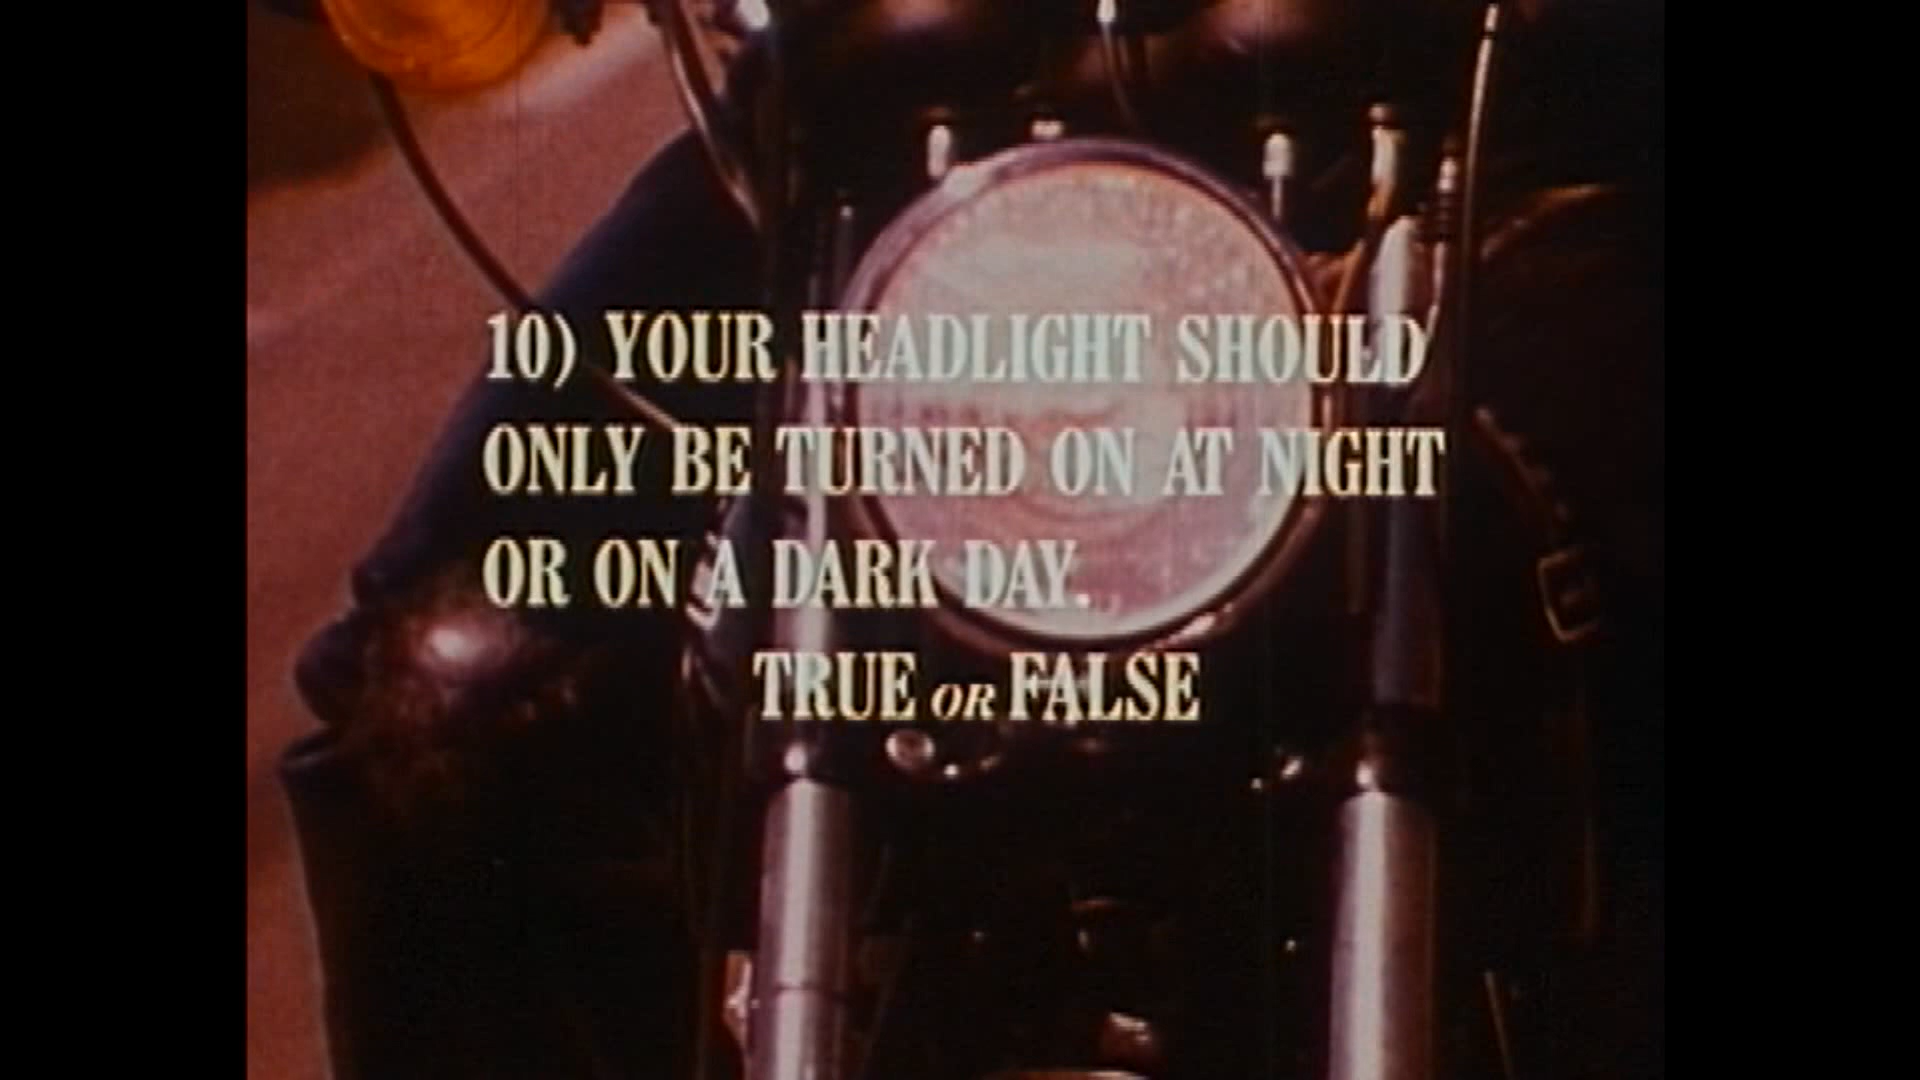 10) YOUR HEADLIGHT SHOULD
ONLY BE TURNED ON AT NIGHT
OR ON A DARK DAY.
TRUE OR FALSE